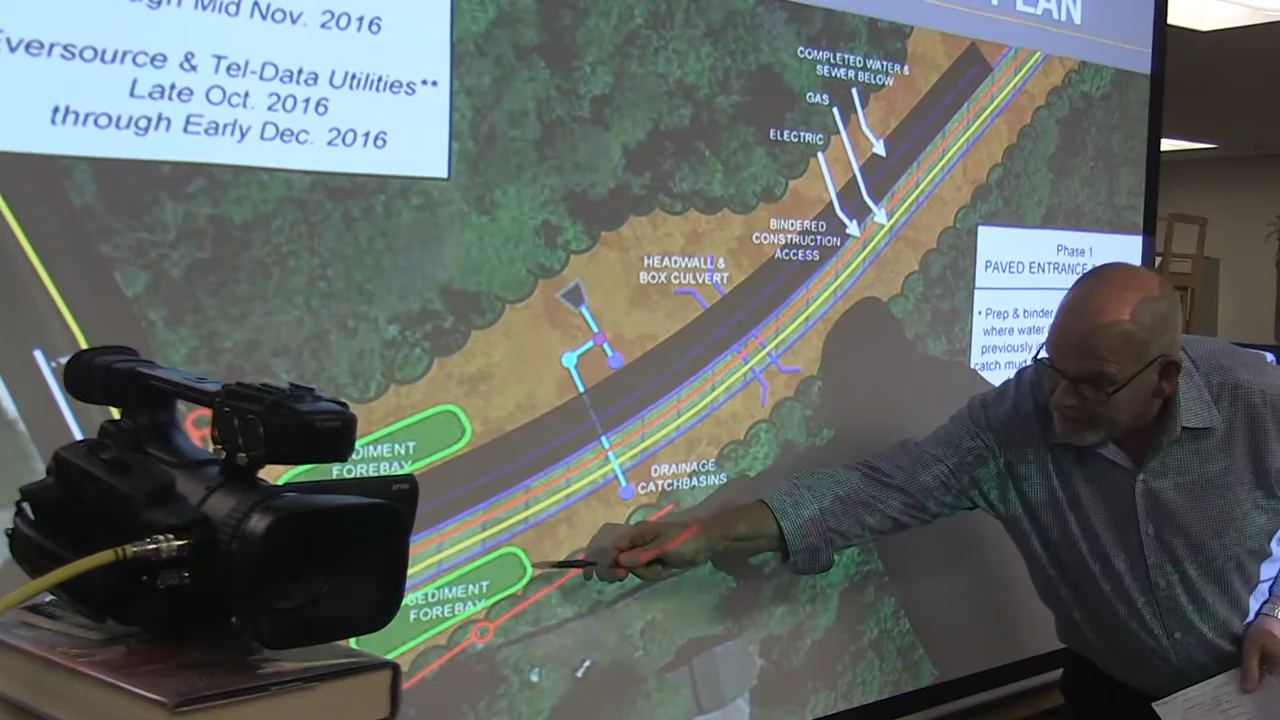 Mid Nov. 2016
Eversource & Tel-Data Utilities**
Late Oct. 2016
through Early Dec. 2016
PLAN
COMPLETED WATER &
SEWER BELOW
GAS
ELECTRIC
BINDERED
CONSTRUCTION
ACCESS
HEADWALL &
BOX CULVERT
Phase 1
PAVED ENTRANCE
• Prep & binder
where water
previously
catch mud
SEDIMENT
FOREBAY
DRAINAGE
CATCHBASINS
SEDIMENT
FOREBAY